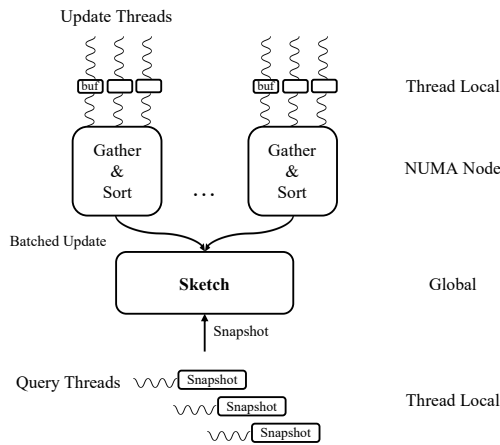 Update Threads
buf
buf
Thread Local
Gather
&
Sort
...
Gather
&
Sort
NUMA Node
Batched Update
Sketch
Global
Snapshot
Query Threads
Snapshot
Snapshot
Snapshot
Thread Local